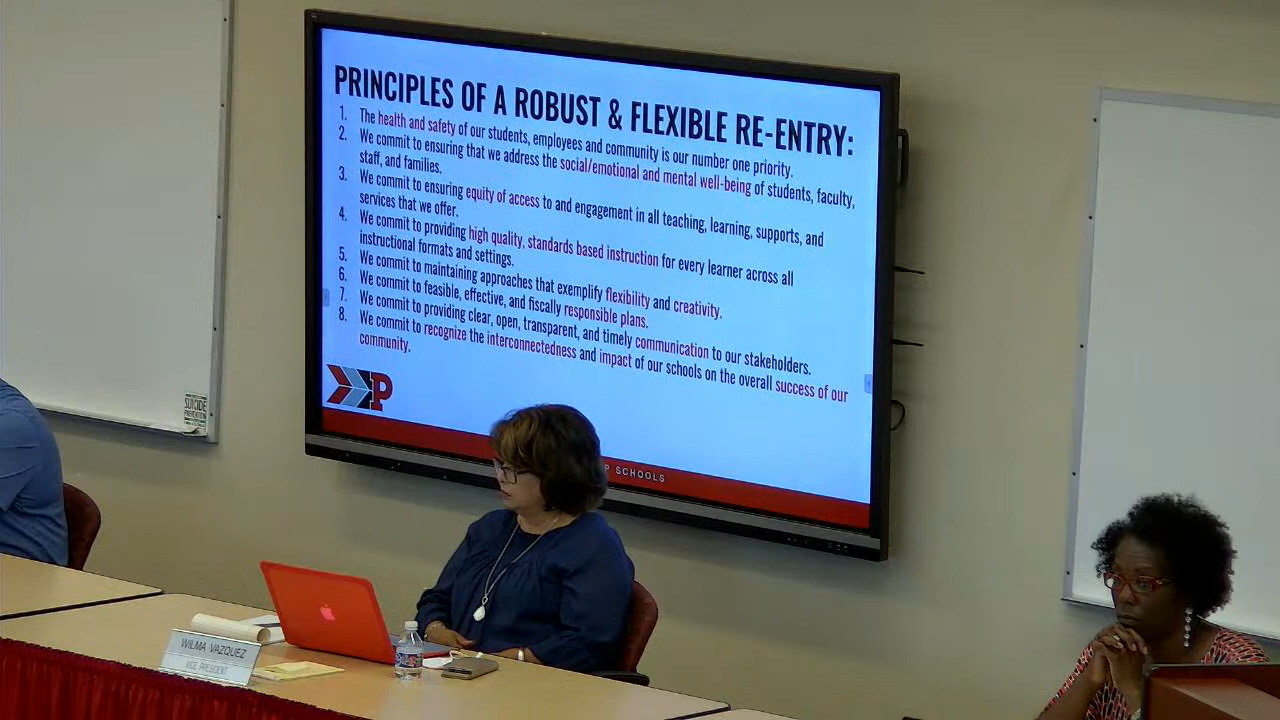 PRINCIPLES OF A ROBUST & FLEXIBLE RE-ENTRY:
1. The health and safety of our students, employees and community is our number one priority.
2. We commit to ensuring that we address the social/emotional and mental well-being of students, faculty,
staff, and families.
3. We commit to ensuring equity of access to and engagement in all teaching, learning, supports, and
services that we offer.
4. We commit to providing high quality, standards based instruction for every learner across all
instructional formats and settings.
5. We commit to maintaining approaches that exemplify flexibility and creativity.
6. We commit to feasible, effective, and fiscally responsible plans.
7. We commit to providing clear, open, transparent, and timely communication to our stakeholders.
8. We commit to recognize the interconnectedness and impact of our schools on the overall success of our
community.
P
P SCHOOLS
SUICIDE
PREVENTION
WILMA VAZQUEZ
VICE PRESIDENT